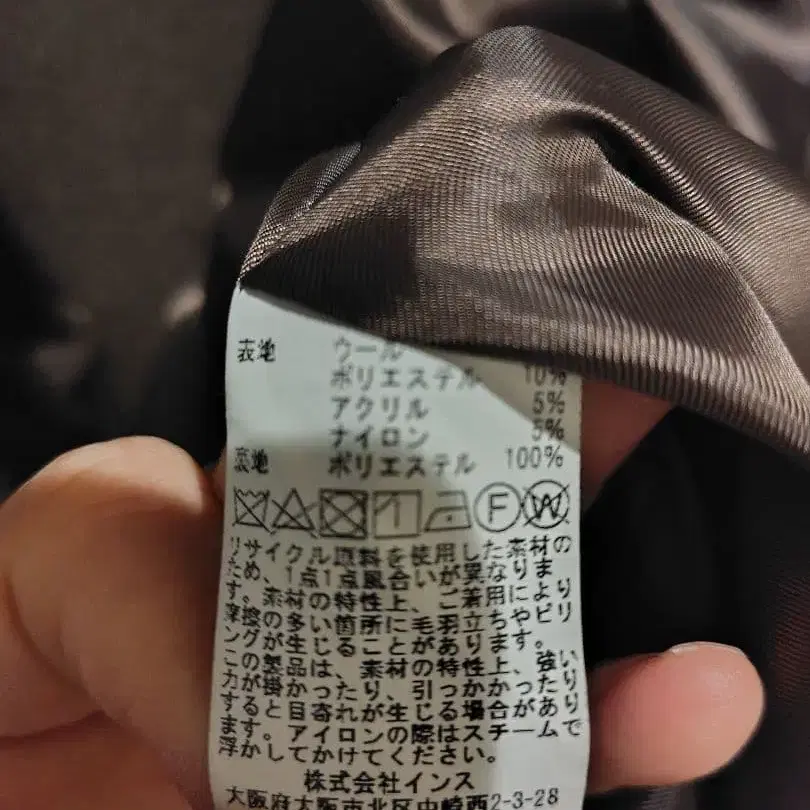 表地 ウール
ポリエステル 10%
アクリル 5%
ナイロン 5%
裏地 ポリエステル 100%
F W
リサイクル原料を使用した素材の
ため、1点1点風合いが異なりま
す。素材の特性上、ご着用により
摩擦の多い箇所に毛羽立ちやピリ
ングが生じることがあります。
この製品は、素材の特性上、強い
力が掛かったり、引っかかったり
すると目寄れが生じる場合があり
ます。アイロンの際はスチームで
浮かしてかけてください。
株式会社インス
大阪府大阪市北区中崎西2-3-28